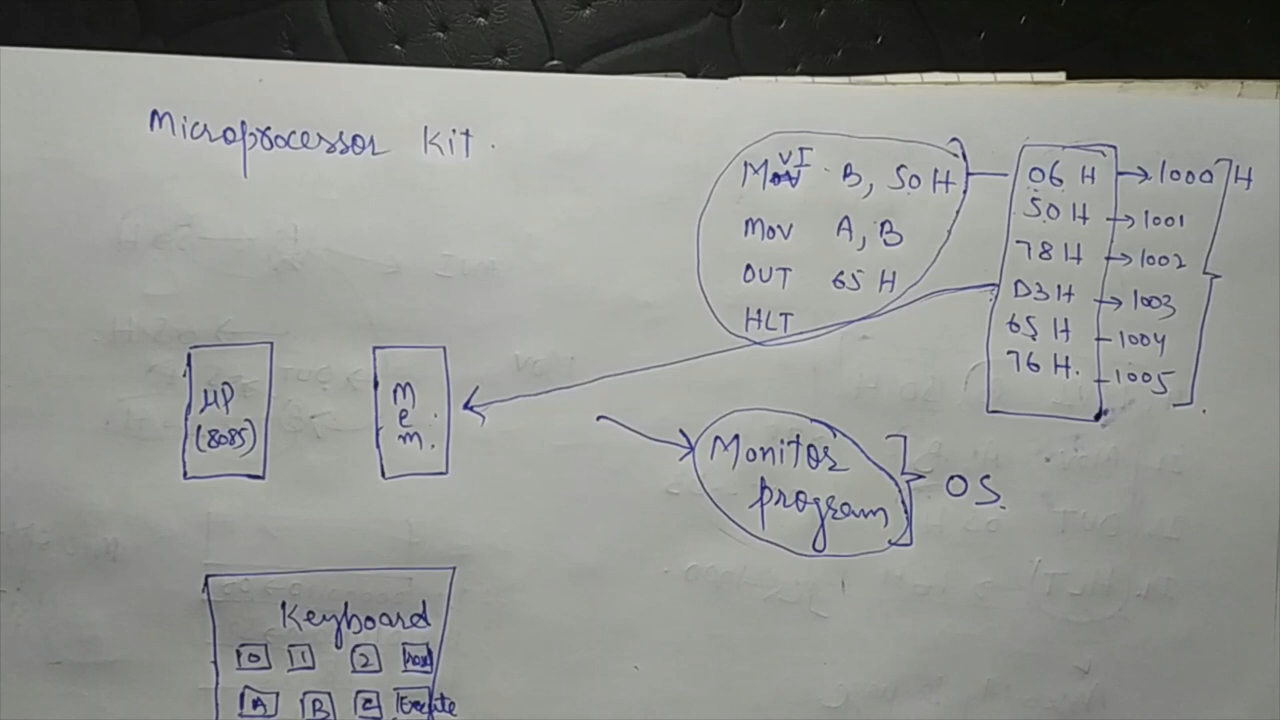 Microprocessor Kit.
MVI B, 50 H
MOV A, B
OUT 65 H
HLT
06 H → 1000 H
50 H → 1001
78 H → 1002
D3 H → 1003
65 H - 1004
76 H. - 1005
μP
(8085)
Mem.
Monitor
program
OS.
Keyboard
0 1 2
A B C Execute